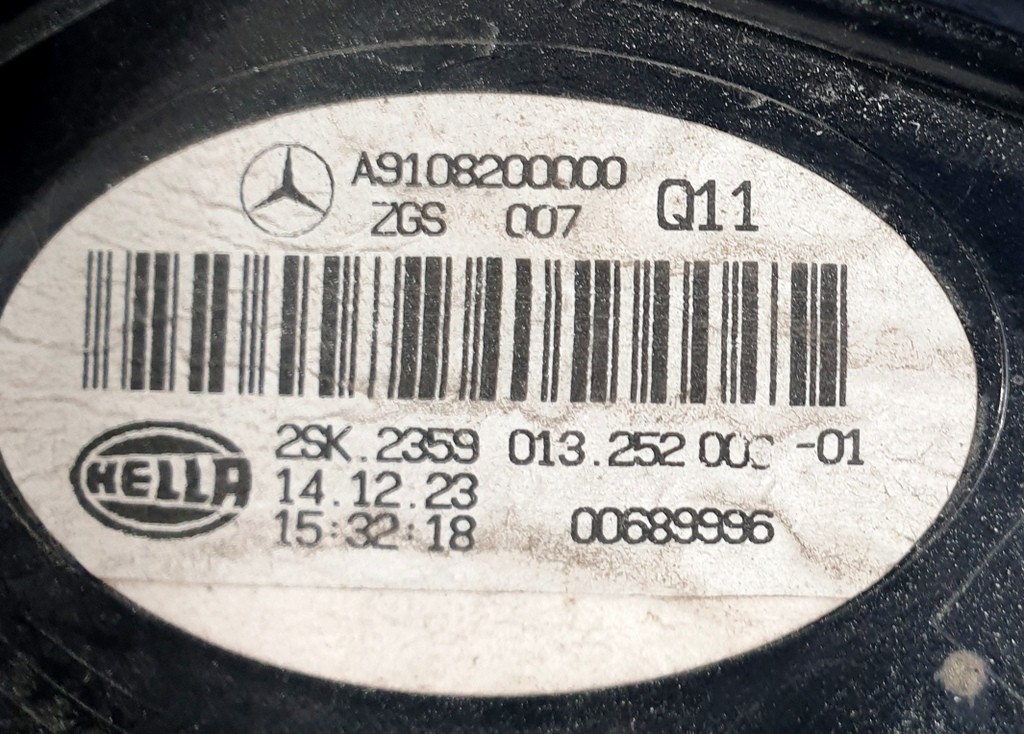 A9108200000
ZGS 007 Q11
2SK.2359 013.252 -01
HELLA
14.12.23
15:32:18 00689996